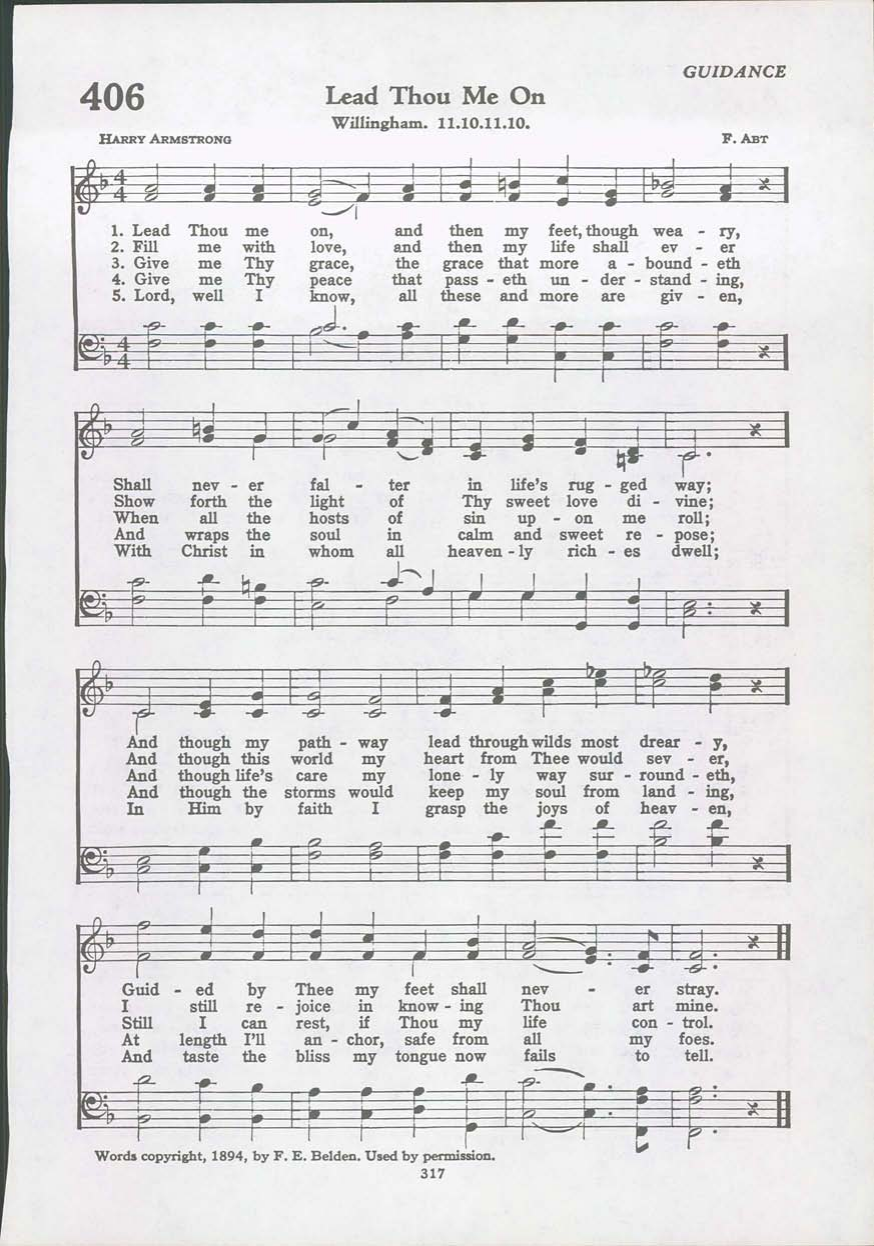 GUIDANCE
406
Lead Thou Me On
Willingham. 11.10.11.10.
HARRY ARMSTRONG F. ABT
4
4
1. Lead Thou me on, and then my feet, though wea - ry,
2. Fill me with love, and then my life shall ev - er
3. Give me Thy grace, the grace that more a - bound - eth
4. Give me Thy peace that pass - eth un - der - stand - ing,
5. Lord, well I know, all these and more are giv - en,
4
4
Shall nev - er fal - ter in life's rug - ged way;
Show forth the light of Thy sweet love di - vine;
When all the hosts of sin up - on me roll;
And wraps the soul in calm and sweet re - pose;
With Christ in whom all heaven - ly rich - es dwell;
And though my path - way lead through wilds most drear - y,
And though this world my heart from Thee would sev - er,
And though life's care my lone - ly way sur - round - eth,
And though the storms would keep my soul from land - ing,
In Him by faith I grasp the joys of heav - en,
Guid - ed by Thee my feet shall nev - er stray.
I still re - joice in know - ing Thou art mine.
Still I can rest, if Thou my life con - trol.
At length I'll an - chor, safe from all my foes.
And taste the bliss my tongue now fails to tell.
Words copyright, 1894, by F. E. Belden. Used by permission.
317